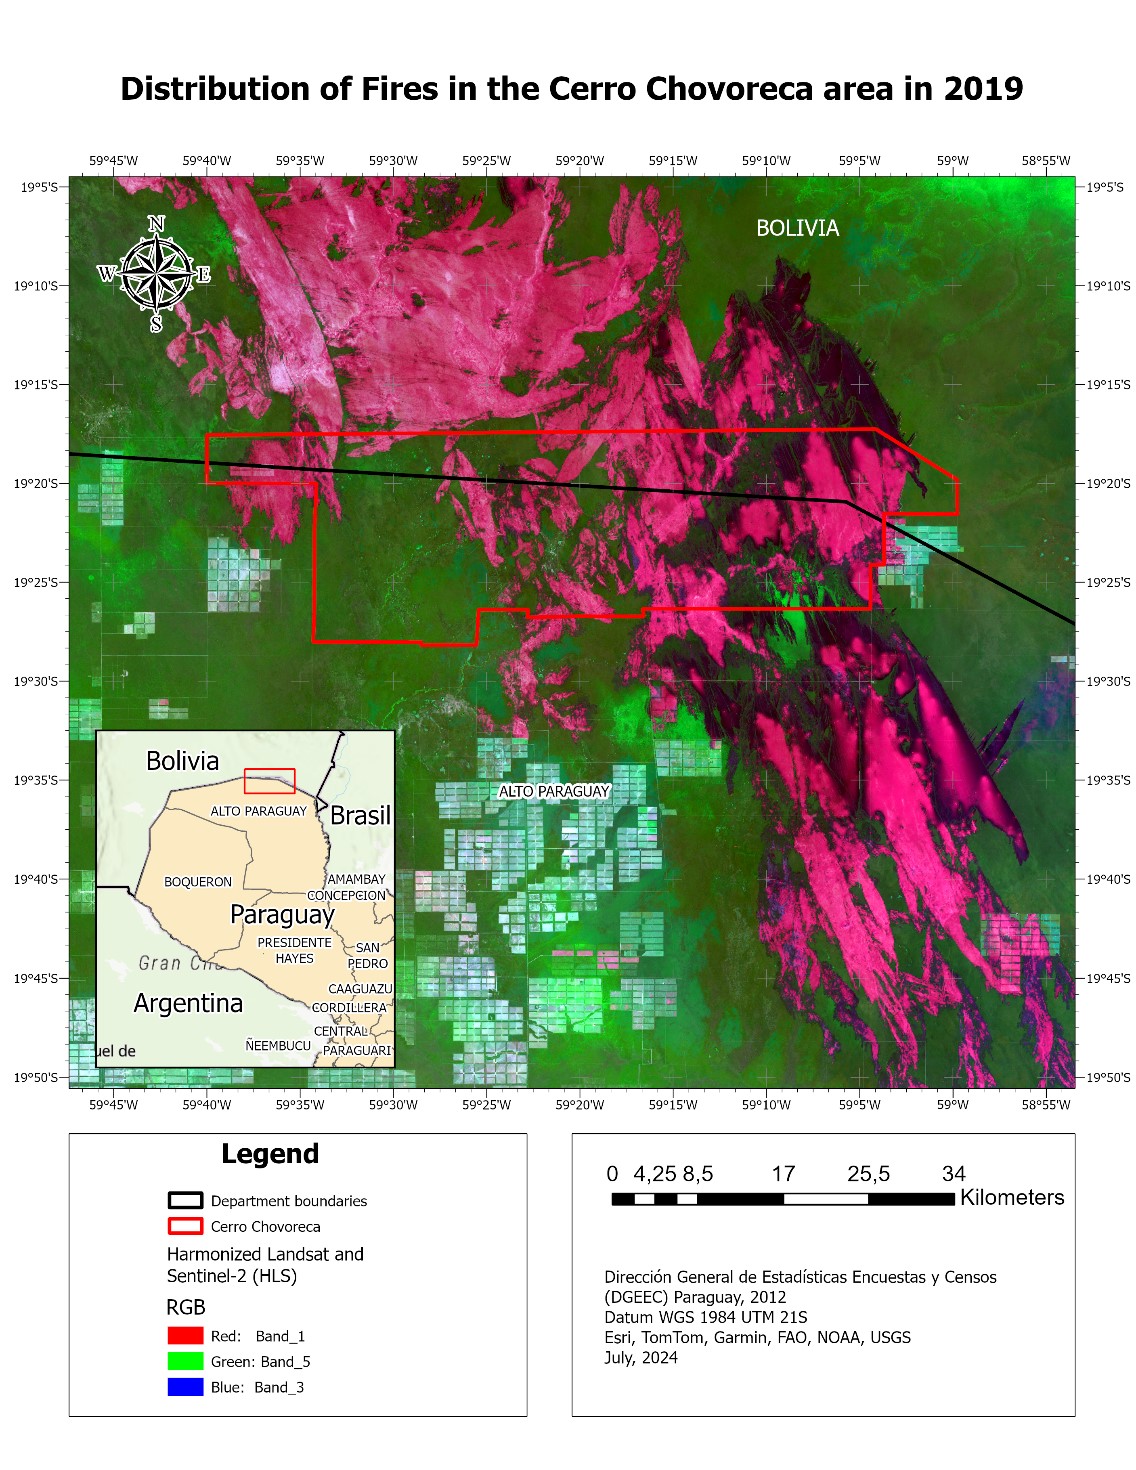 Distribution of Fires in the Cerro Chovoreca area in 2019
59°45'W 59°40'W 59°35'W 59°30'W 59°25'W 59°20'W 59°15'W 59°10'W 59°5'W 59°W 58°55'W
19°5'S 19°5'S
N
BOLIVIA
W E
19°10'S 19°10'S
S
19°15'S 19°15'S
19°20'S 19°20'S
19°25'S 19°25'S
19°30'S 19°30'S
19°35'S 19°35'S
ALTO PARAGUAY
19°40'S 19°40'S
19°45'S 19°45'S
19°50'S 19°50'S
Bolivia
ALTO PARAGUAY
Brasil
BOQUERON
AMAMBAY
CONCEPCION
Paraguay
PRESIDENTE
HAYES
SAN
PEDRO
Gran Ch
CAAGUAZU
Argentina
CORDILLERA
CENTRAL
ÑEEMBUCU
PARAGUARI
uel de
59°45'W 59°40'W 59°35'W 59°30'W 59°25'W 59°20'W 59°15'W 59°10'W 59°5'W 59°W 58°55'W
Legend
Department boundaries
Cerro Chovoreca
Harmonized Landsat and
Sentinel-2 (HLS)
RGB
Red: Band_1
Green: Band_5
Blue: Band_3
0 4,25 8,5 17 25,5 34
Kilometers
Dirección General de Estadísticas Encuestas y Censos
(DGEEC) Paraguay, 2012
Datum WGS 1984 UTM 21S
Esri, TomTom, Garmin, FAO, NOAA, USGS
July, 2024